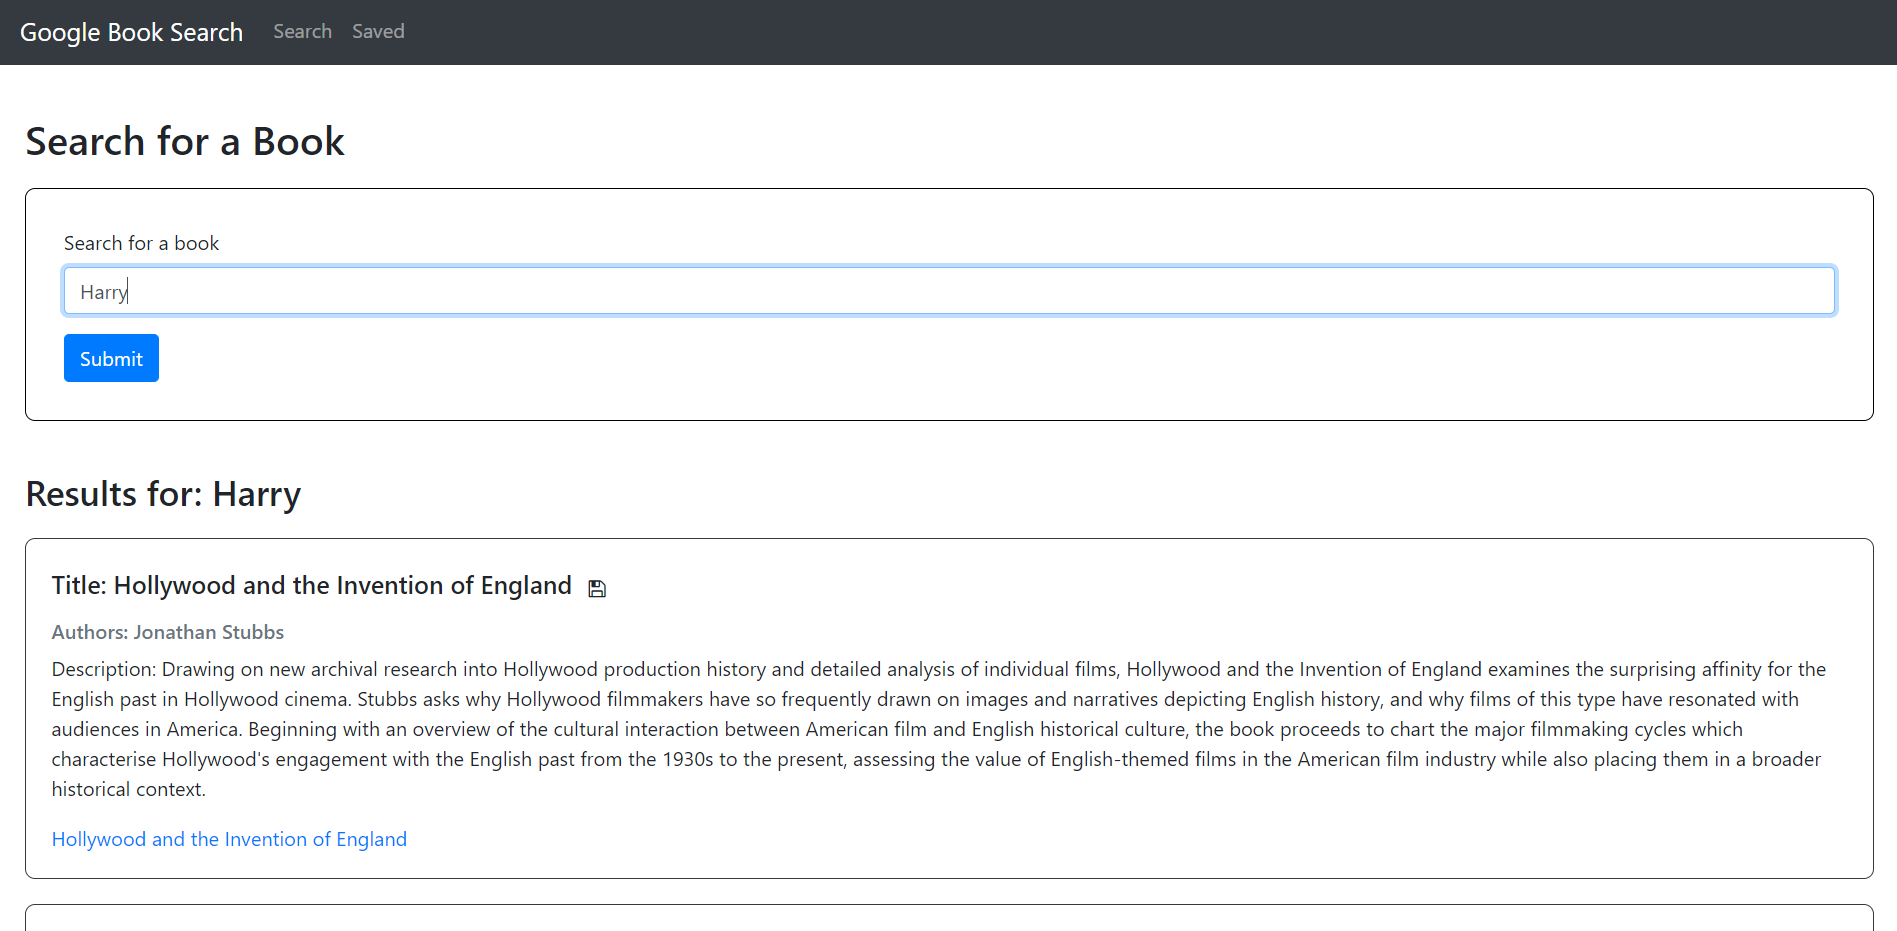 Google Book Search Search Saved
Search for a Book
Search for a book
Harry
Submit
Results for: Harry
Title: Hollywood and the Invention of England
Authors: Jonathan Stubbs
Description: Drawing on new archival research into Hollywood production history and detailed analysis of individual films, Hollywood and the Invention of England examines the surprising affinity for the
English past in Hollywood cinema. Stubbs asks why Hollywood filmmakers have so frequently drawn on images and narratives depicting English history, and why films of this type have resonated with
audiences in America. Beginning with an overview of the cultural interaction between American film and English historical culture, the book proceeds to chart the major filmmaking cycles which
characterise Hollywood's engagement with the English past from the 1930s to the present, assessing the value of English-themed films in the American film industry while also placing them in a broader
historical context.
Hollywood and the Invention of England